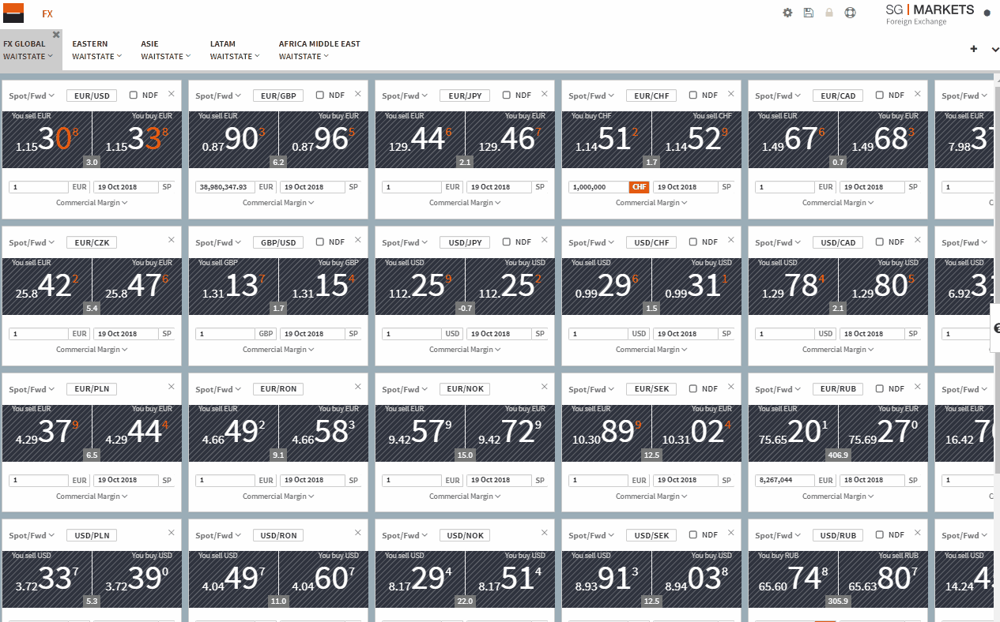 FX
SG | MARKETS
Foreign Exchange
FX GLOBAL EASTERN ASIE LATAM AFRICA MIDDLE EAST
WAITSTATE WAITSTATE WAITSTATE WAITSTATE WAITSTATE
Spot/Fwd EUR/USD NDF Spot/Fwd EUR/GBP NDF Spot/Fwd EUR/JPY NDF Spot/Fwd EUR/CHF NDF Spot/Fwd EUR/CAD NDF Spot/Fwd
You sell EUR You buy EUR You sell EUR You buy EUR You sell EUR You buy EUR You buy CHF You sell CHF You sell EUR You buy EUR You sell EUR
1.15308 1.15338 0.87903 0.87965 129.446 129.467 1.14512 1.14529 1.49676 1.49683 7.98
3.0 6.2 2.1 1.7 0.7
1 EUR 19 Oct 2018 SP 38,980,347.93 EUR 19 Oct 2018 SP 1 EUR 19 Oct 2018 SP 1,000,000 CHF 19 Oct 2018 SP 1 EUR 19 Oct 2018 SP 1
Commercial Margin Commercial Margin Commercial Margin Commercial Margin Commercial Margin
Spot/Fwd EUR/CZK Spot/Fwd GBP/USD NDF Spot/Fwd USD/JPY NDF Spot/Fwd USD/CHF NDF Spot/Fwd USD/CAD NDF Spot/Fwd
You sell EUR You buy EUR You sell GBP You buy GBP You sell USD You buy USD You sell USD You buy USD You sell USD You buy USD You sell USD
25.8422 25.8476 1.31137 1.31154 112.259 112.252 0.99296 0.99311 1.29784 1.29805 6.92
5.4 1.7 -0.7 1.5 2.1
1 EUR 19 Oct 2018 SP 1 GBP 19 Oct 2018 SP 1 USD 19 Oct 2018 SP 1 USD 19 Oct 2018 SP 1 USD 18 Oct 2018 SP 1
Commercial Margin Commercial Margin Commercial Margin Commercial Margin Commercial Margin
Spot/Fwd EUR/PLN Spot/Fwd EUR/RON Spot/Fwd EUR/NOK Spot/Fwd EUR/SEK NDF Spot/Fwd EUR/RUB NDF Spot/Fwd
You sell EUR You buy EUR You sell EUR You buy EUR You sell EUR You buy EUR You sell EUR You buy EUR You sell EUR You buy EUR You sell EUR
4.29379 4.29444 4.66492 4.66583 9.42579 9.42729 10.30899 10.31024 75.65201 75.69270 16.42
6.5 9.1 15.0 12.5 406.9
1 EUR 19 Oct 2018 SP 1 EUR 19 Oct 2018 SP 1 EUR 19 Oct 2018 SP 1 EUR 19 Oct 2018 SP 8,267,044 EUR 18 Oct 2018 SP 1
Commercial Margin Commercial Margin Commercial Margin Commercial Margin Commercial Margin
Spot/Fwd USD/PLN Spot/Fwd USD/RON Spot/Fwd USD/NOK Spot/Fwd USD/SEK NDF Spot/Fwd USD/RUB NDF Spot/Fwd
You sell USD You buy USD You sell USD You buy USD You sell USD You buy USD You sell USD You buy USD You buy RUB You sell RUB You sell USD
3.72337 3.72390 4.04497 4.04607 8.17294 8.17514 8.93913 8.94038 65.60748 65.63807 14.24
5.3 11.0 22.0 12.5 305.9